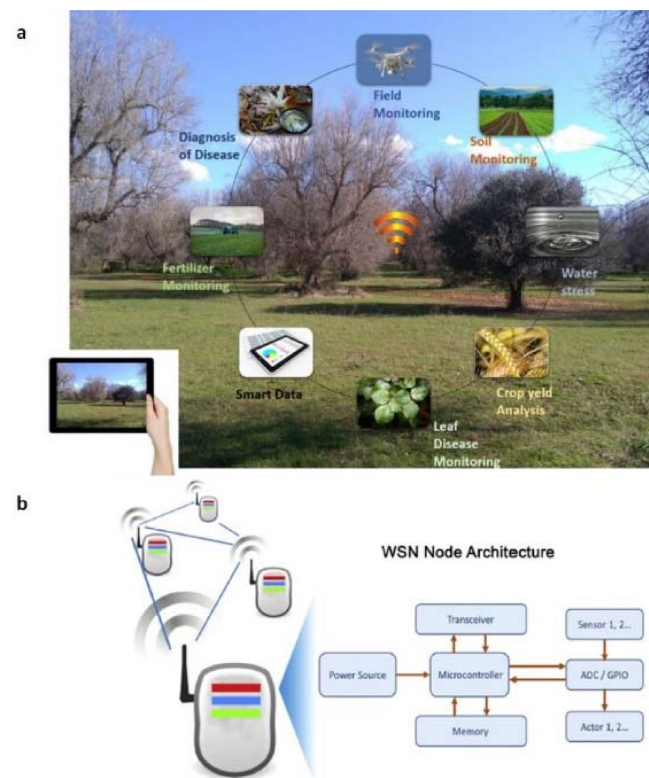 a
Field
Monitoring
Diagnosis
of Disease
Soil
Monitoring
Fertilizer
Monitoring
Water
stress
Smart Data
Crop yeld
Analysis
Leaf
Disease
Monitoring
b
WSN Node Architecture
Transceiver
Sensor 1, 2...
Power Source
Microcontroller
ADC / GPIO
Memory
Actor 1, 2...